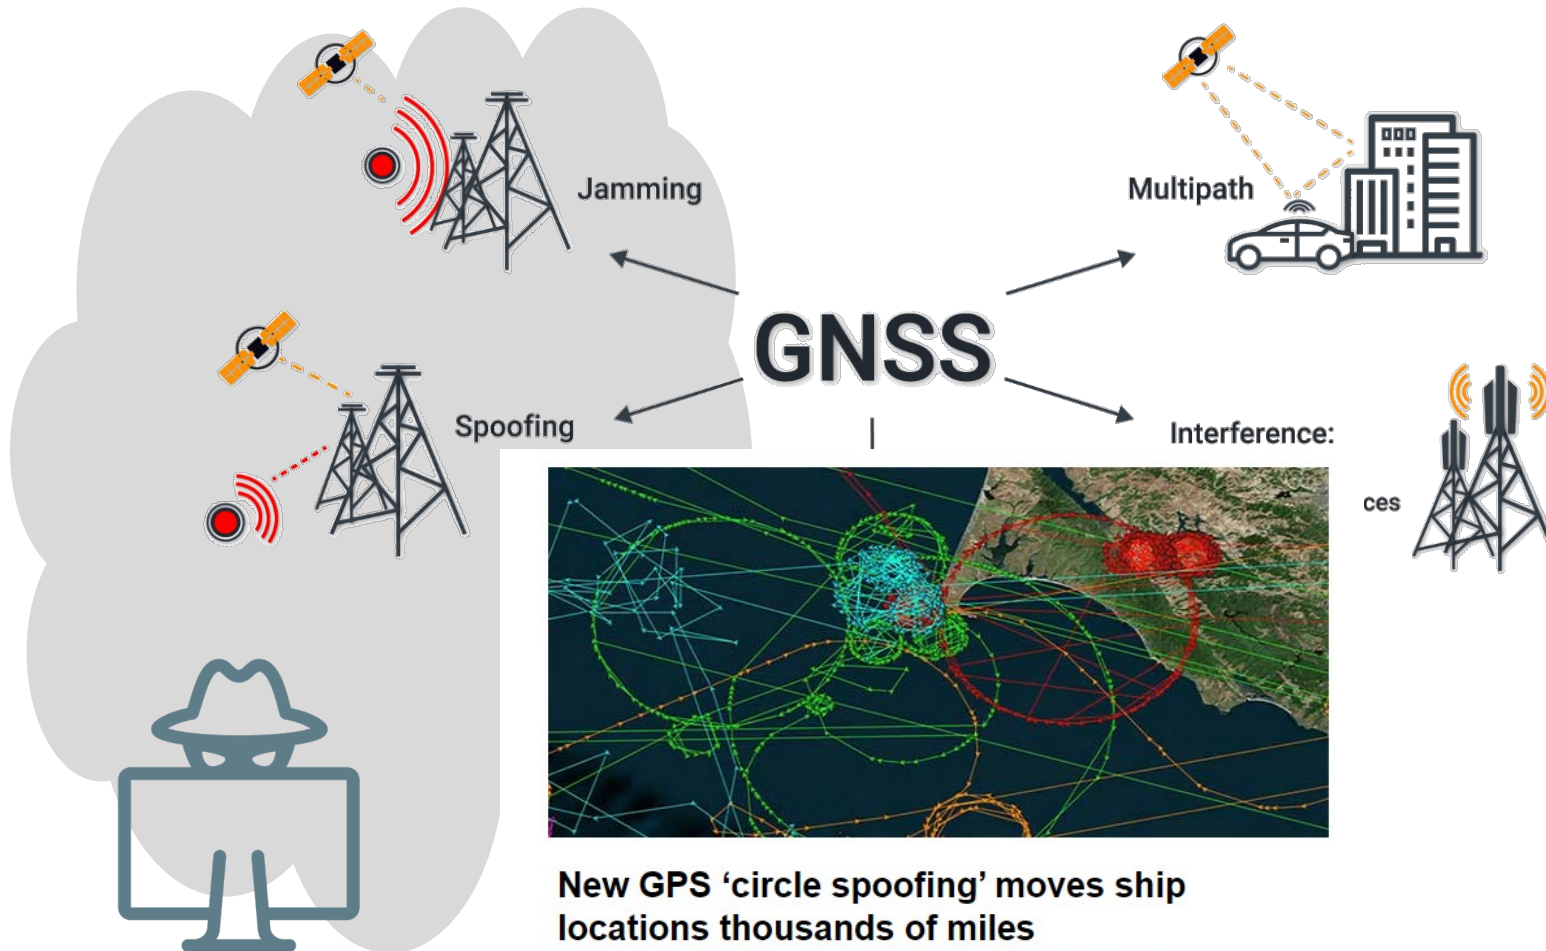 Jamming
Multipath
GNSS
Spoofing
Interference:
ces
New GPS ‘circle spoofing’ moves ship
locations thousands of miles